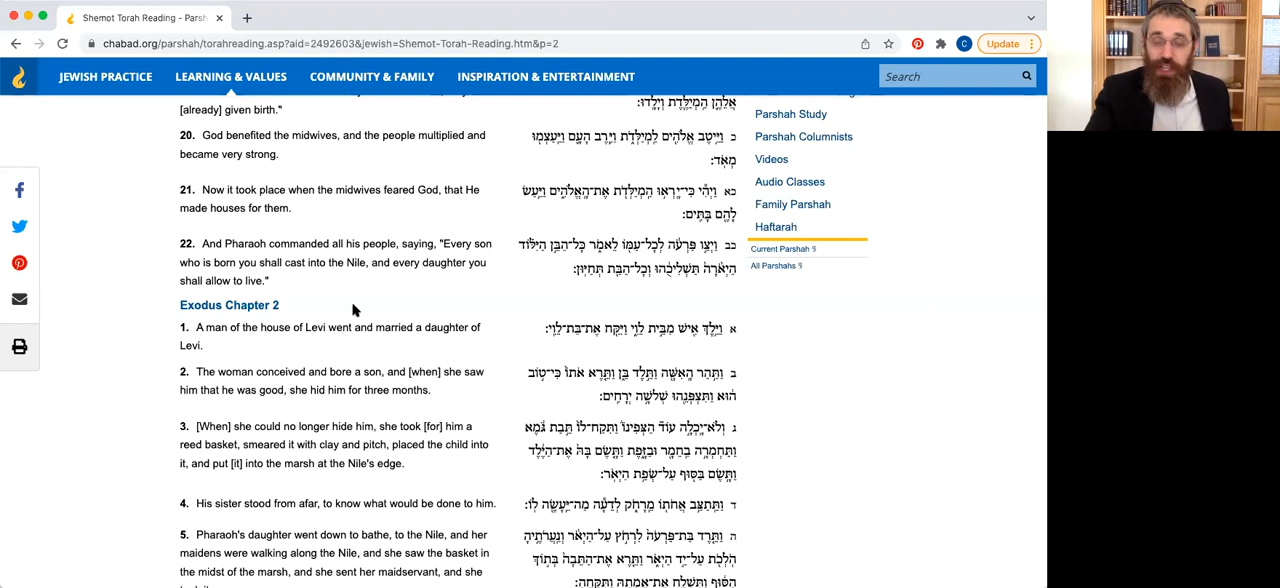 Shemot Torah Reading - Parsh
chabad.org/parshah/torahreading.asp?aid=2492603&jewish=Shemot-Torah-Reading.htm&p=2
C
Update
JEWISH PRACTICE LEARNING & VALUES COMMUNITY & FAMILY INSPIRATION & ENTERTAINMENT
Search
[already] given birth."
אֲלֵהֶן הַמְיַלֶּדֶת וְיָלָדוּ:
20. God benefited the midwives, and the people multiplied and
became very strong.
כ וַיֵּיטֶב אֱלֹהִים לַמְיַלְּדֹת וַיִּרֶב הָעָם וַיַּעַצְמוּ
מְאֹד:
21. Now it took place when the midwives feared God, that He
made houses for them.
כא וַיְהִי כִּי־יָרְאוּ הַמְיַלְּדֹת אֶת־הָאֱלֹהִים וַיַּעַשׂ
לָהֶם בָּתִּים:
22. And Pharaoh commanded all his people, saying, "Every son
who is born you shall cast into the Nile, and every daughter you
shall allow to live."
כב וַיְצַו פַּרְעֹה לְכָל־עַמּוֹ לֵאמֹר כָּל־הַבֵּן הַיִּלּוֹד
הַיְאֹרָה תַּשְׁלִיכֻהוּ וְכָל־הַבַּת תְּחַיּוּן:
Exodus Chapter 2
1. A man of the house of Levi went and married a daughter of
Levi.
א וַיֵּלֶךְ אִישׁ מִבֵּית לֵוִי וַיִּקַּח אֶת־בַּת־לֵוִי:
2. The woman conceived and bore a son, and [when] she saw
him that he was good, she hid him for three months.
ב וַתַּהַר הָאִשָּׁה וַתֵּלֶד בֵּן וַתֵּרֶא אֹתוֹ כִּי־טוֹב
הוּא וַתִּצְפְּנֵהוּ שְׁלשָׁה יְרָחִים:
3. [When] she could no longer hide him, she took [for] him a
reed basket, smeared it with clay and pitch, placed the child into
it, and put [it] into the marsh at the Nile's edge.
ג וְלֹא־יָכְלָה עוֹד הַצְּפִינוֹ וַתִּקַּח־לוֹ תֵּבַת גֹּמֶא
וַתַּחְמְרָה בַחֵמָר וּבַזָּפֶת וַתָּשֶׂם בָּהּ אֶת־הַיֶּלֶד
וַתָּשֶׂם בַּסּוּף עַל־שְׂפַת הַיְאֹר:
4. His sister stood from afar, to know what would be done to him.
ד וַתֵּתַצַּב אֲחֹתוֹ מֵרָחֹק לְדֵעָה מַה־יֵּעָשֶׂה לוֹ:
5. Pharaoh's daughter went down to bathe, to the Nile, and her
maidens were walking along the Nile, and she saw the basket in
the midst of the marsh, and she sent her maidservant, and she
ה וַתֵּרֶד בַּת־פַּרְעֹה לִרְחֹץ עַל־הַיְאֹר וְנַעֲרֹתֶיהָ
הֹלְכֹת עַל־יַד הַיְאֹר וַתֵּרֶא אֶת־הַתֵּבָה בְּתוֹךְ
הַסּוּף וַתִּשְׁלַח אֶת־אֲמָתָהּ וַתִּקָּחֶהָ:
Parshah Study
Parshah Columnists
Videos
Audio Classes
Family Parshah
Haftarah
Current Parshah
All Parshahs